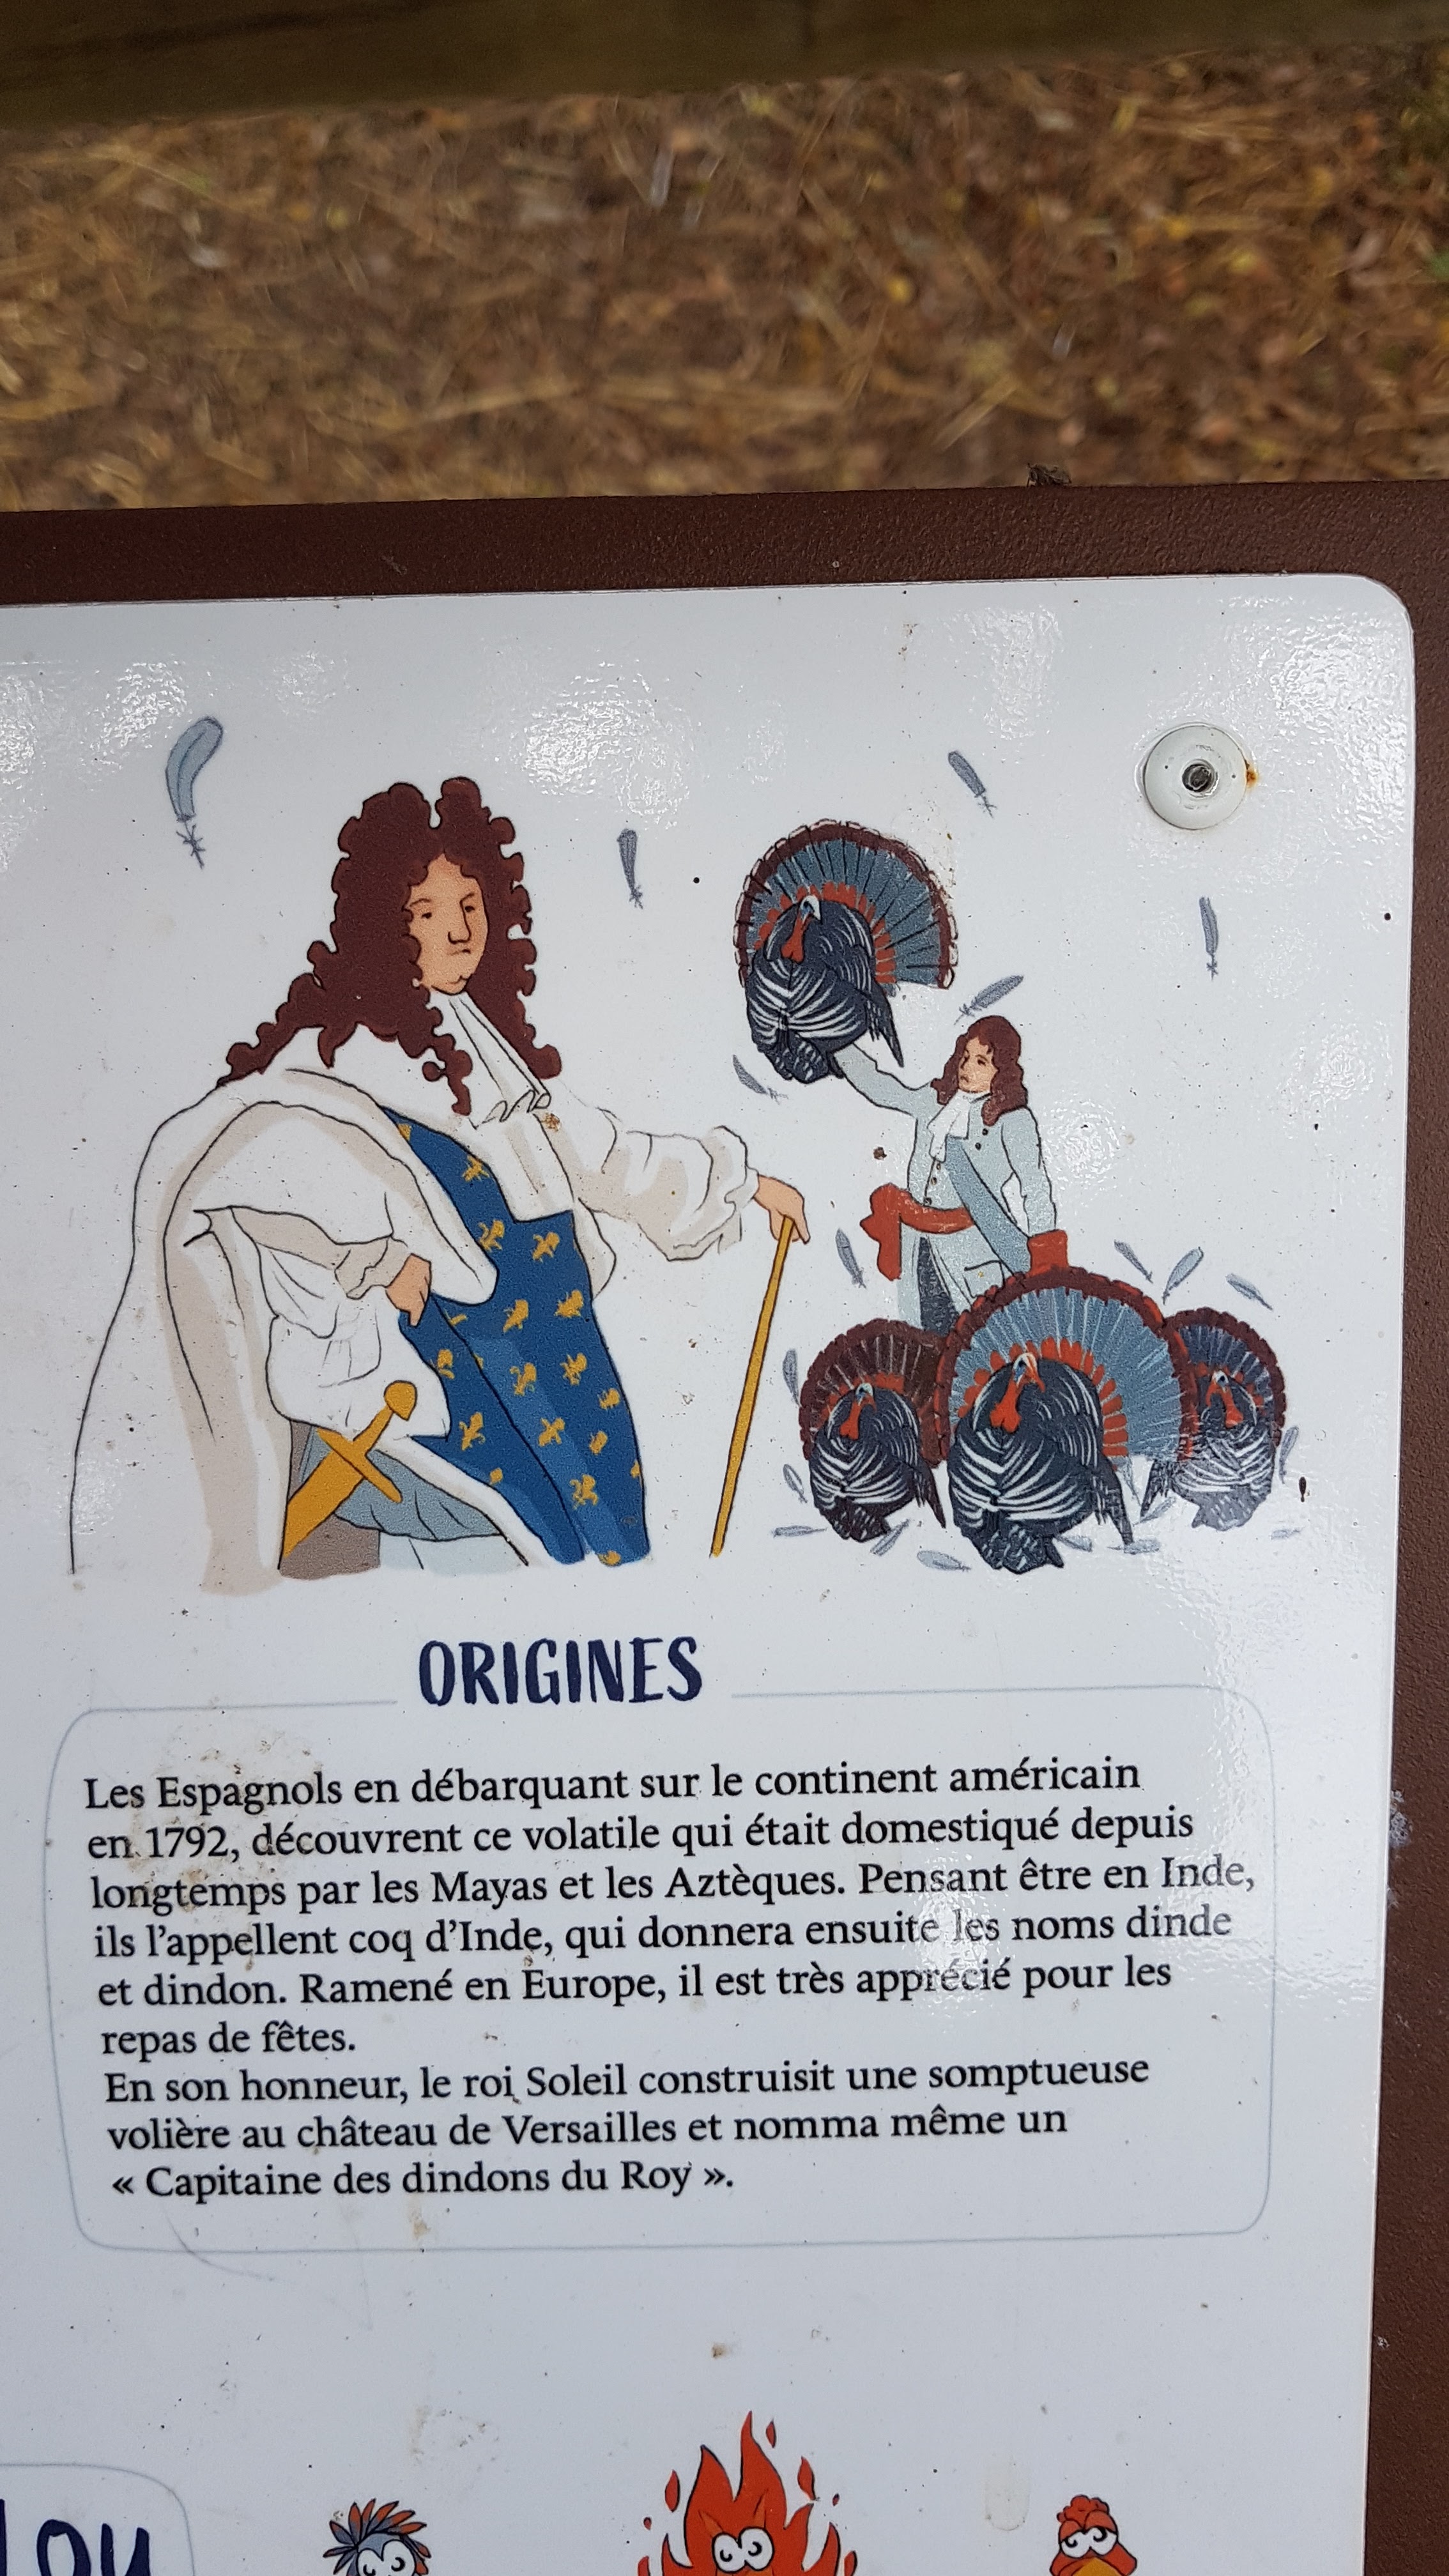 ORIGINES
Les Espagnols en débarquant sur le continent américain
en 1792, découvrent ce volatile qui était domestiqué depuis
longtemps par les Mayas et les Aztèques. Pensant être en Inde,
ils l'appellent coq d'Inde, qui donnera ensuite les noms dinde
et dindon. Ramené en Europe, il est très apprécié pour les
repas de fêtes.
En son honneur, le roi Soleil construisit une somptueuse
volière au château de Versailles et nomma même un
« Capitaine des dindons du Roy ».